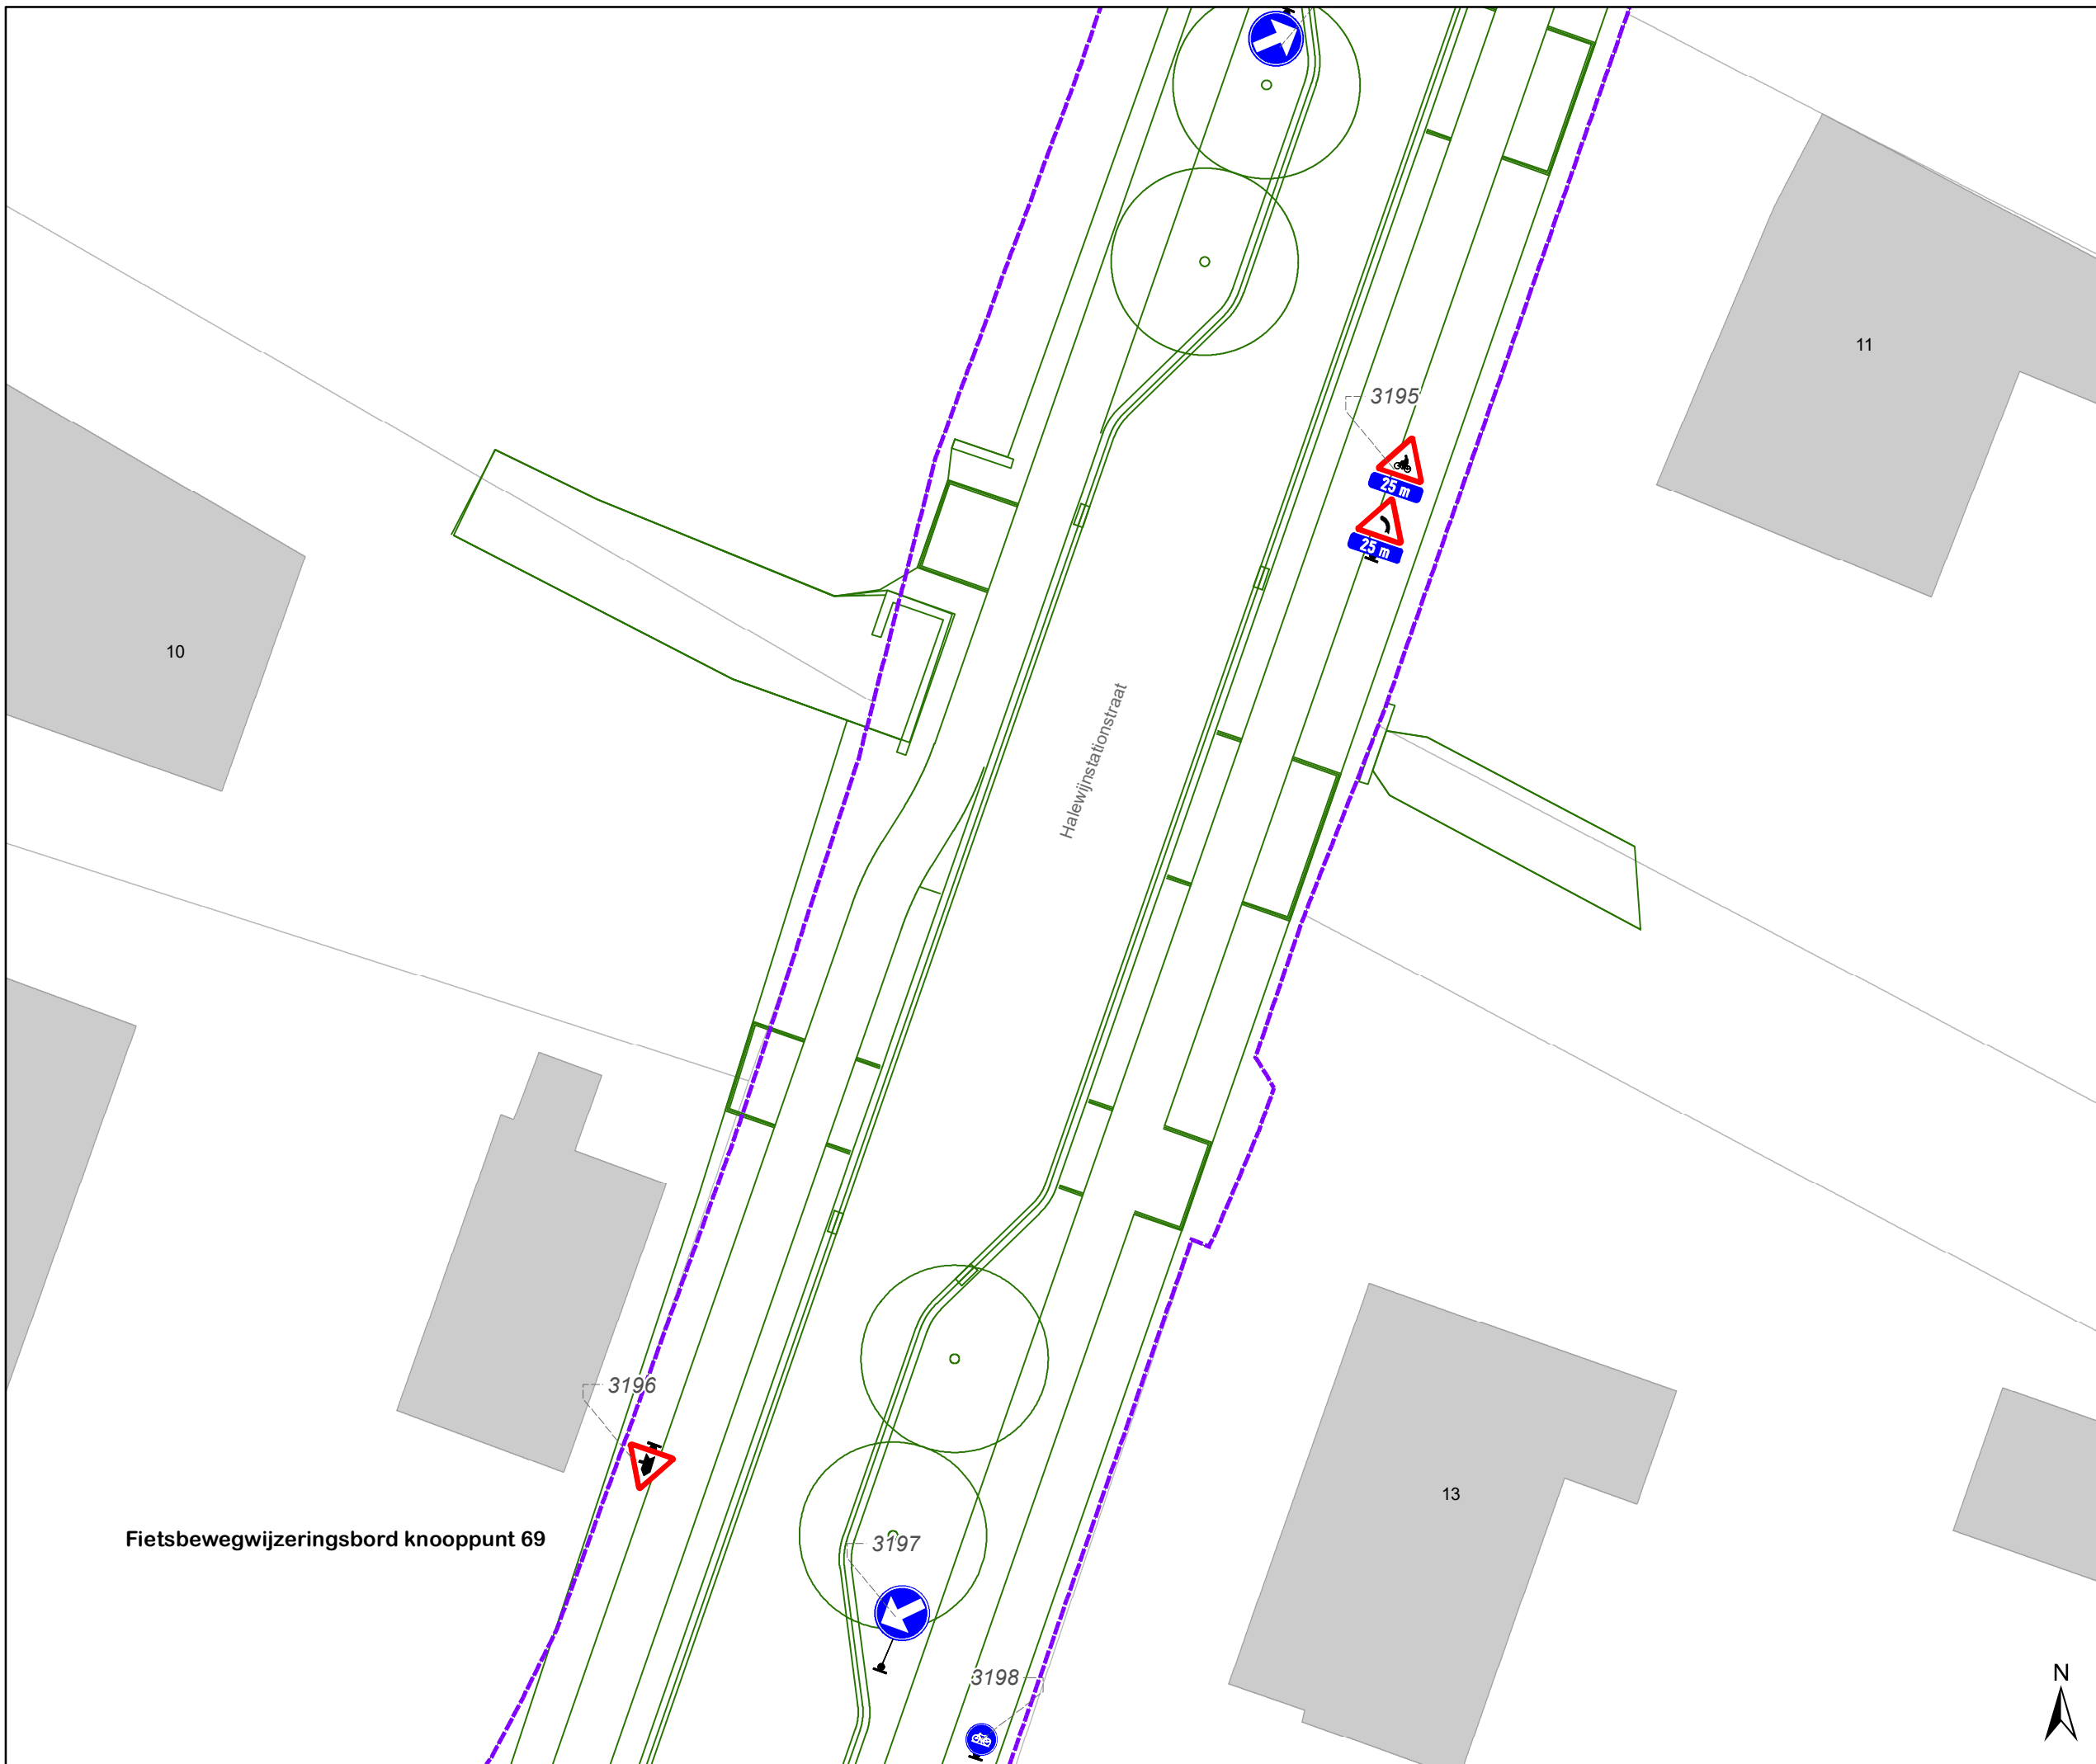 11
3195
25 m
25 m
10
Halewijnstationstraat
3196
13
Fietsbewegwijzeringsbord knooppunt 69
3197
3198
N